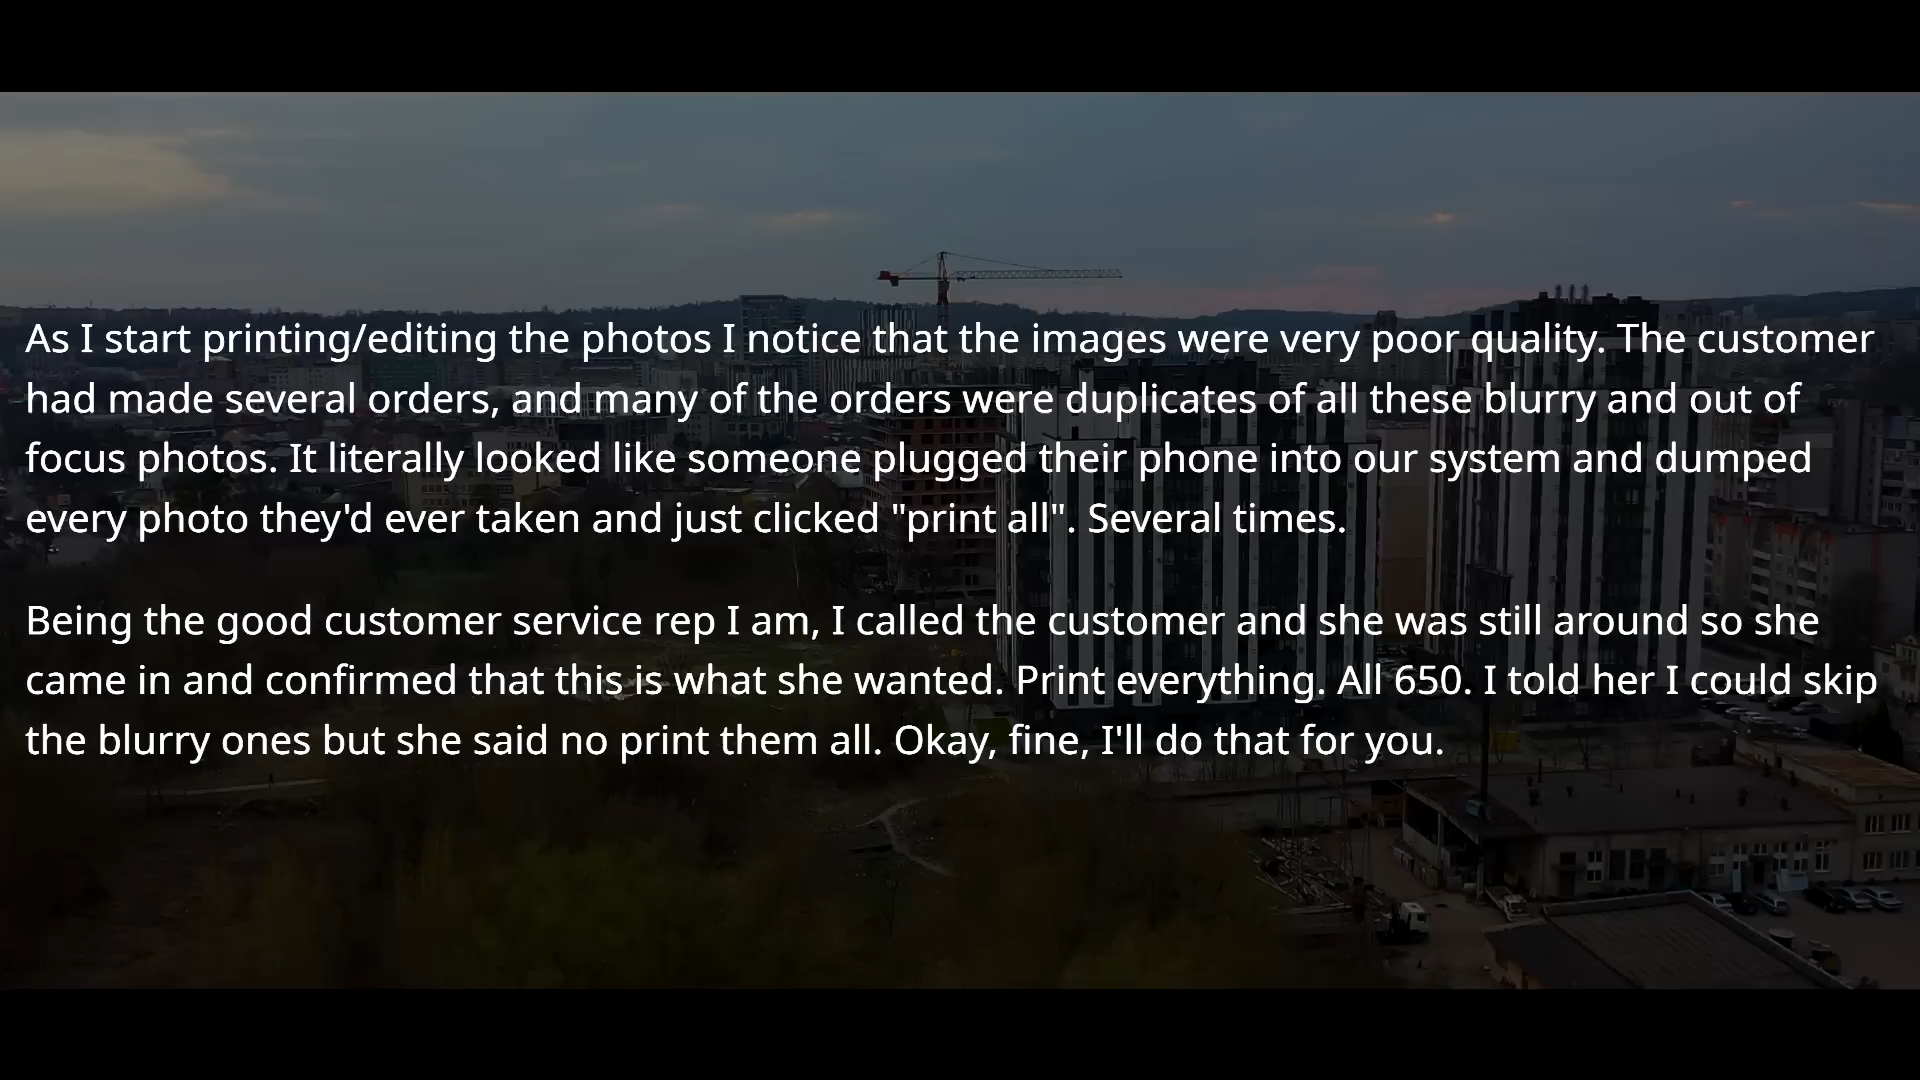 As I start printing/editing the photos I notice that the images were very poor quality. The customer
had made several orders, and many of the orders were duplicates of all these blurry and out of
focus photos. It literally looked like someone plugged their phone into our system and dumped
every photo they'd ever taken and just clicked "print all". Several times.
Being the good customer service rep I am, I called the customer and she was still around so she
came in and confirmed that this is what she wanted. Print everything. All 650. I told her I could skip
the blurry ones but she said no print them all. Okay, fine, I'll do that for you.